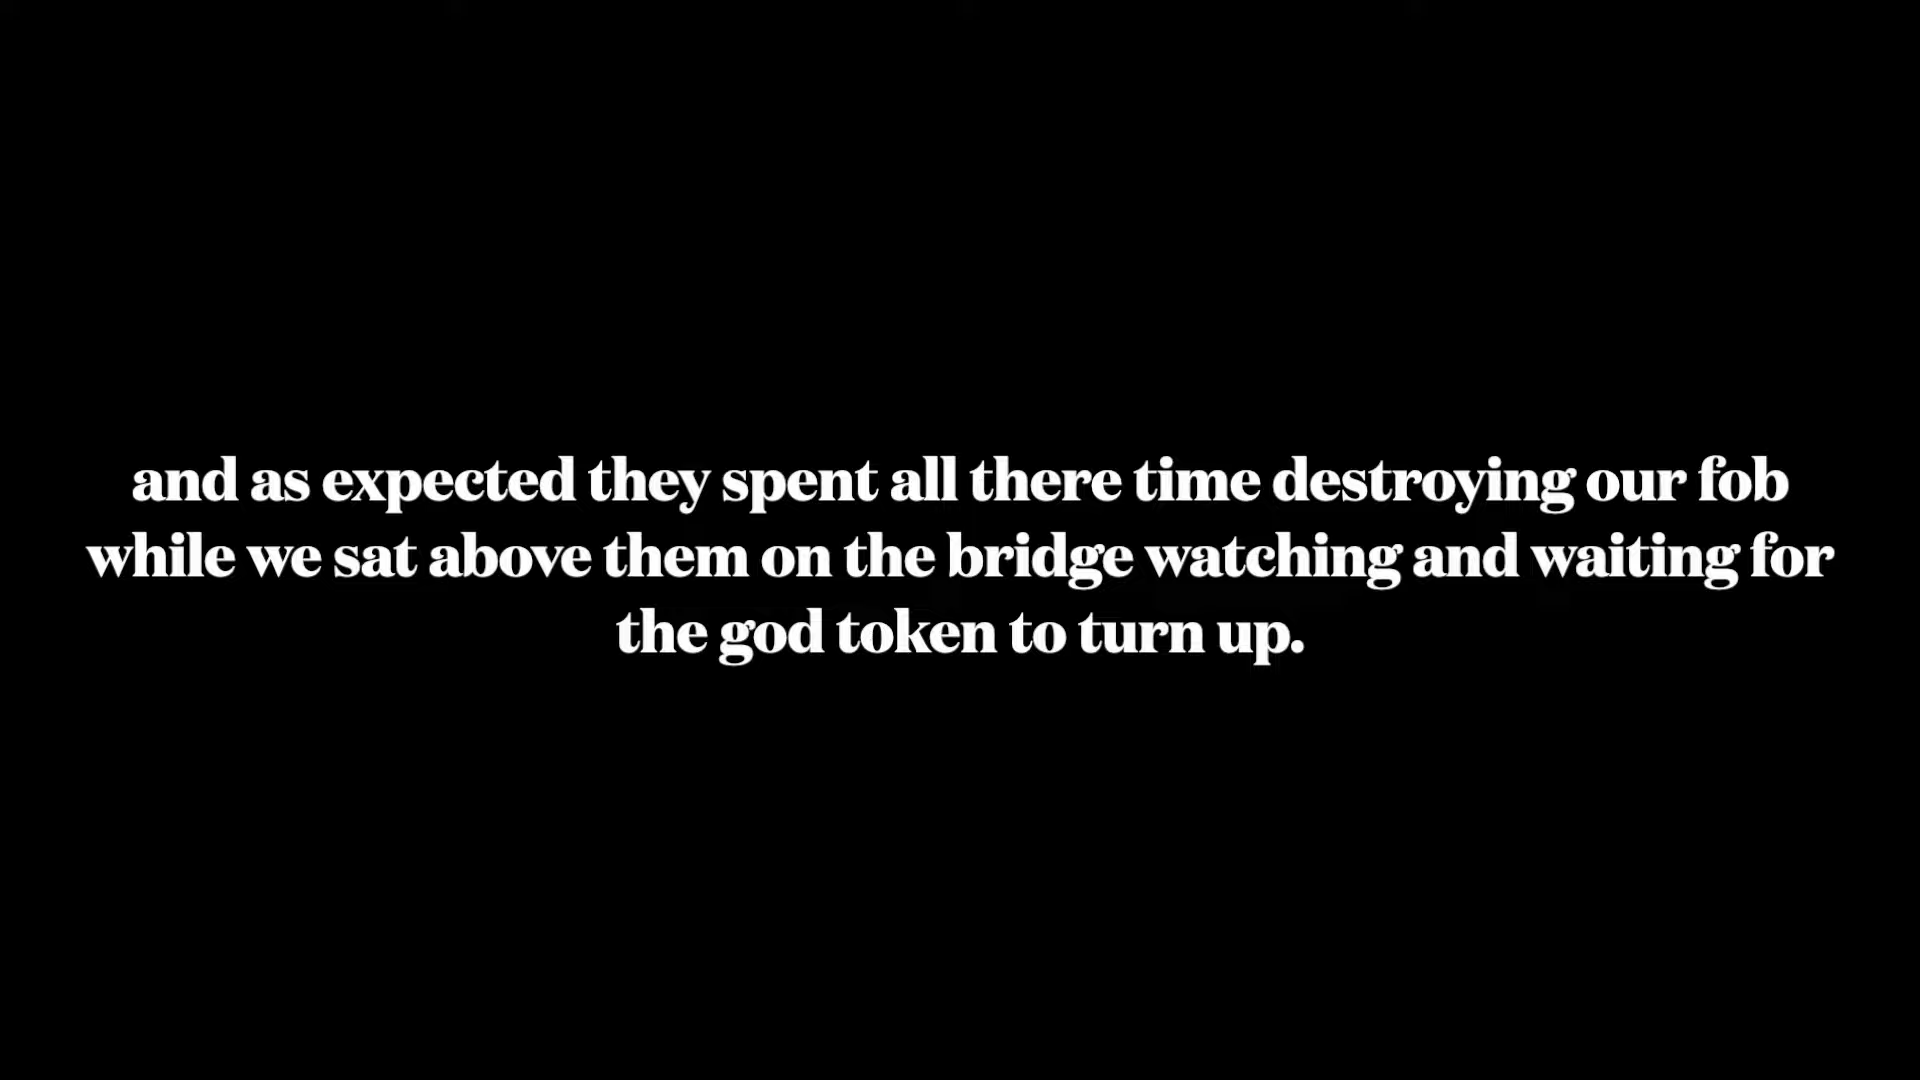 and as expected they spent all there time destroying our fob
while we sat above them on the bridge watching and waiting for
the god token to turn up.